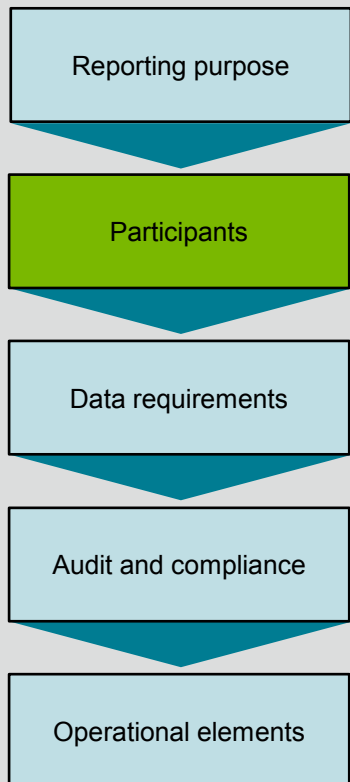 Reporting purpose
Participants
Data requirements
Audit and compliance
Operational elements